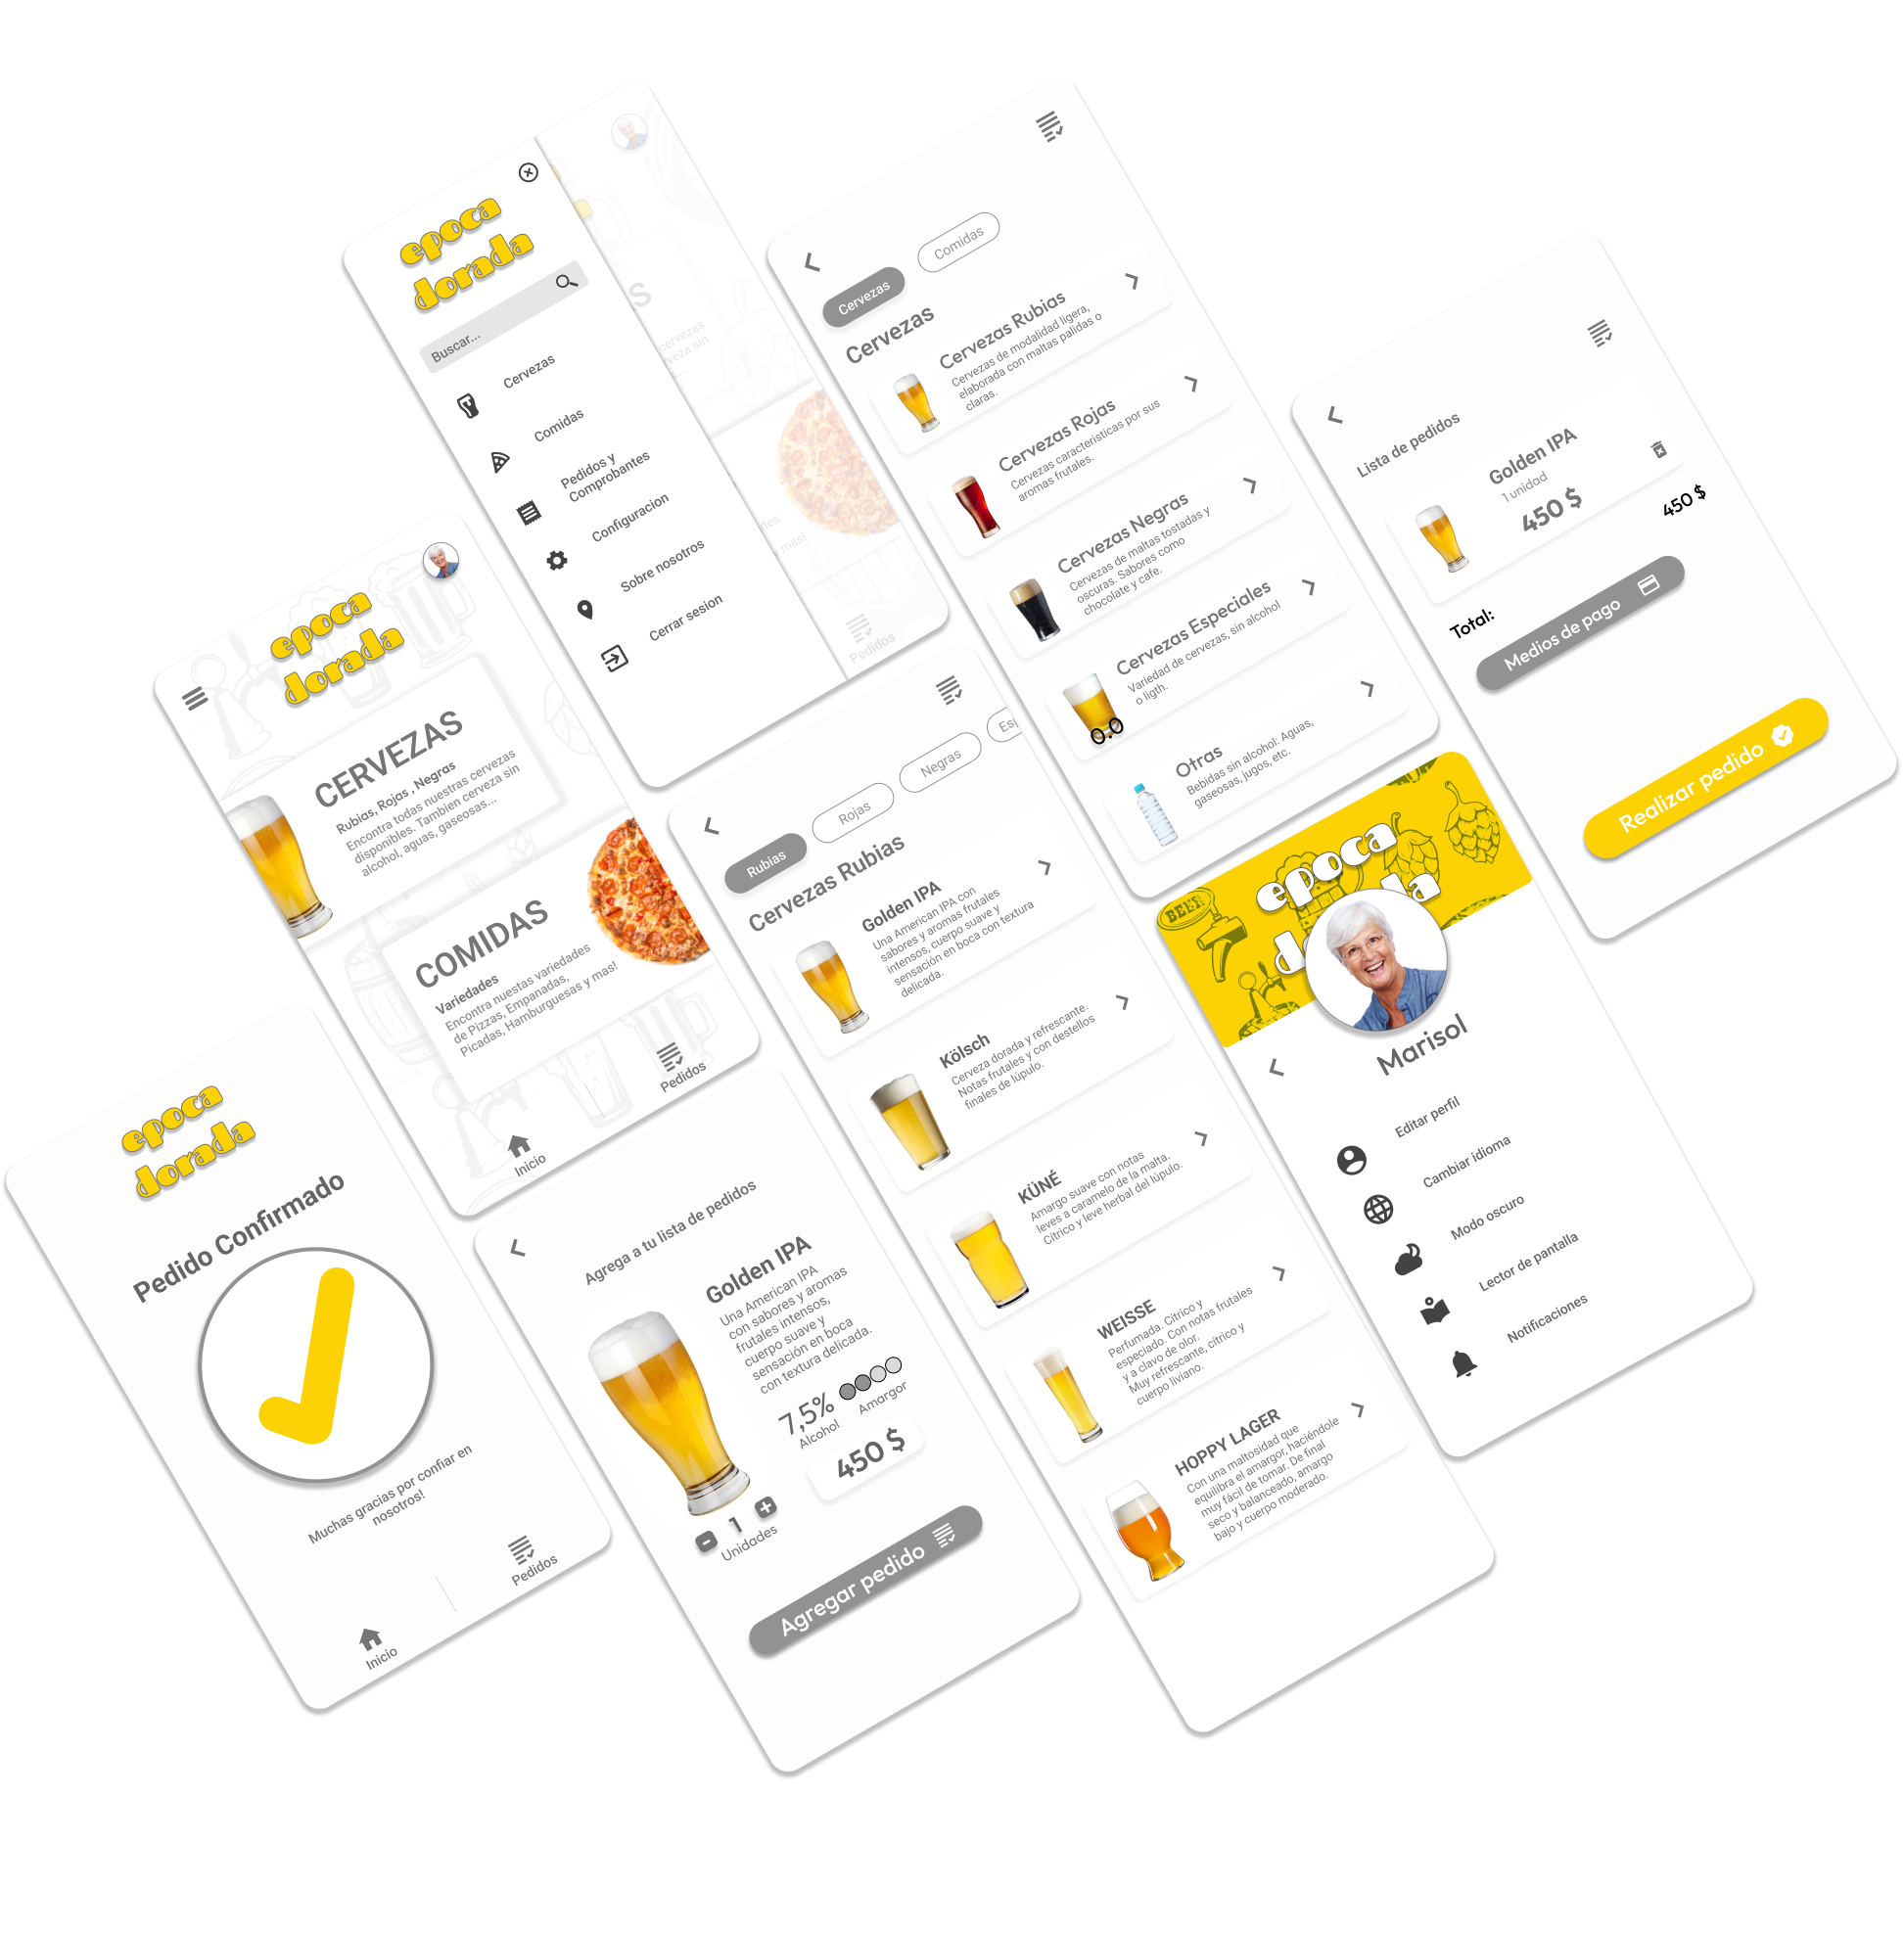 epoca
dorada
Buscar...
Cervezas
Comidas
Pedidos y
Comprobantes
Configuracion
Sobre nosotros
Cerrar sesion
S
cervezas
veza sin
des
y mas!
Pedidos
Comidas
Cervezas
Cervezas
Cervezas Rubias
Cervezas de modalidad ligera,
elaborada con maltas palidas o
claras.
Cervezas Rojas
Cervezas caracteristicas por sus
aromas frutales.
Cervezas Negras
Cervezas de maltas tostadas y
oscuras. Sabores como
chocolate y cafe.
Cervezas Especiales
Variedad de cervezas, sin alcohol
o ligth.
0.0
Otras
Bebidas sin alcohol: Aguas,
gaseosas, jugos, etc.
Lista de pedidos
Golden IPA
1 unidad
450 $
Total:
450 $
Medios de pago
Realizar pedido
epoca
dorada
CERVEZAS
Rubias, Rojas , Negras
Encontra todas nuestras cervezas
disponibles. Tambien cerveza sin
alcohol, aguas, gaseosas...
COMIDAS
Variedades
Encontra nuestas variedades
de Pizzas, Empanadas,
Picadas, Hamburguesas y mas!
Inicio
Pedidos
Rubias
Rojas
Negras
Esp
Cervezas Rubias
Golden IPA
Una American IPA con
sabores y aromas frutales
intensos, cuerpo suave y
sensación en boca con textura
delicada.
Kölsch
Cerveza dorada y refrescante.
Notas frutales y con destellos
finales de lúpulo.
KÜNÉ
Amargo suave con notas
leves a caramelo de la malta.
Cítrico y leve herbal del lúpulo.
WEISSE
Perfumada. Cítrico y
especiado. Con notas frutales
y a clavo de olor.
Muy refrescante, cítrico y
cuerpo liviano.
HOPPY LAGER
Con una maltosidad que
equilibra el amargor, haciéndole
muy fácil de tomar. De final
seco y balanceado, amargo
bajo y cuerpo moderado.
epoca
d
la
BEER
Marisol
Editar perfil
Cambiar idioma
Modo oscuro
Lector de pantalla
Notificaciones
epoca
dorada
Pedido Confirmado
Muchas gracias por confiar en
nosotros!
Inicio
Pedidos
Agrega a tu lista de pedidos
Golden IPA
Una American IPA
con sabores y aromas
frutales intensos,
cuerpo suave y
sensación en boca
con textura delicada.
7,5%
Alcohol
Amargor
450 $
- 1 +
Unidades
Agregar pedido